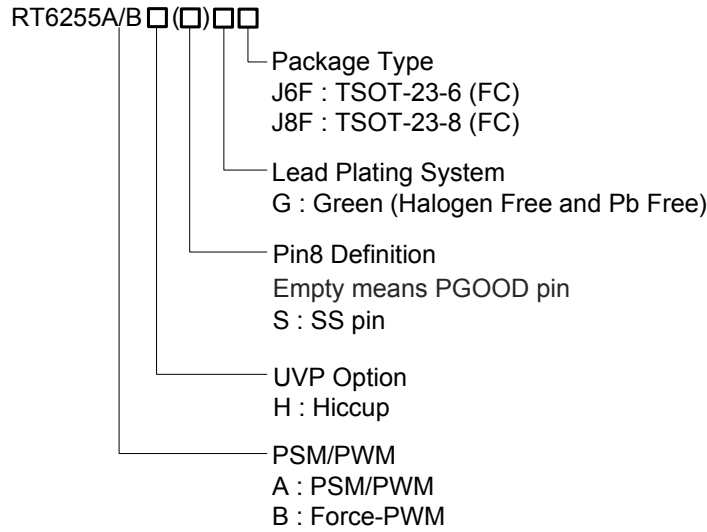 RT6255A/B □ (□) □ □
Package Type
J6F : TSOT-23-6 (FC)
J8F : TSOT-23-8 (FC)
Lead Plating System
G : Green (Halogen Free and Pb Free)
Pin8 Definition
Empty means PGOOD pin
S : SS pin
UVP Option
H : Hiccup
PSM/PWM
A : PSM/PWM
B : Force-PWM